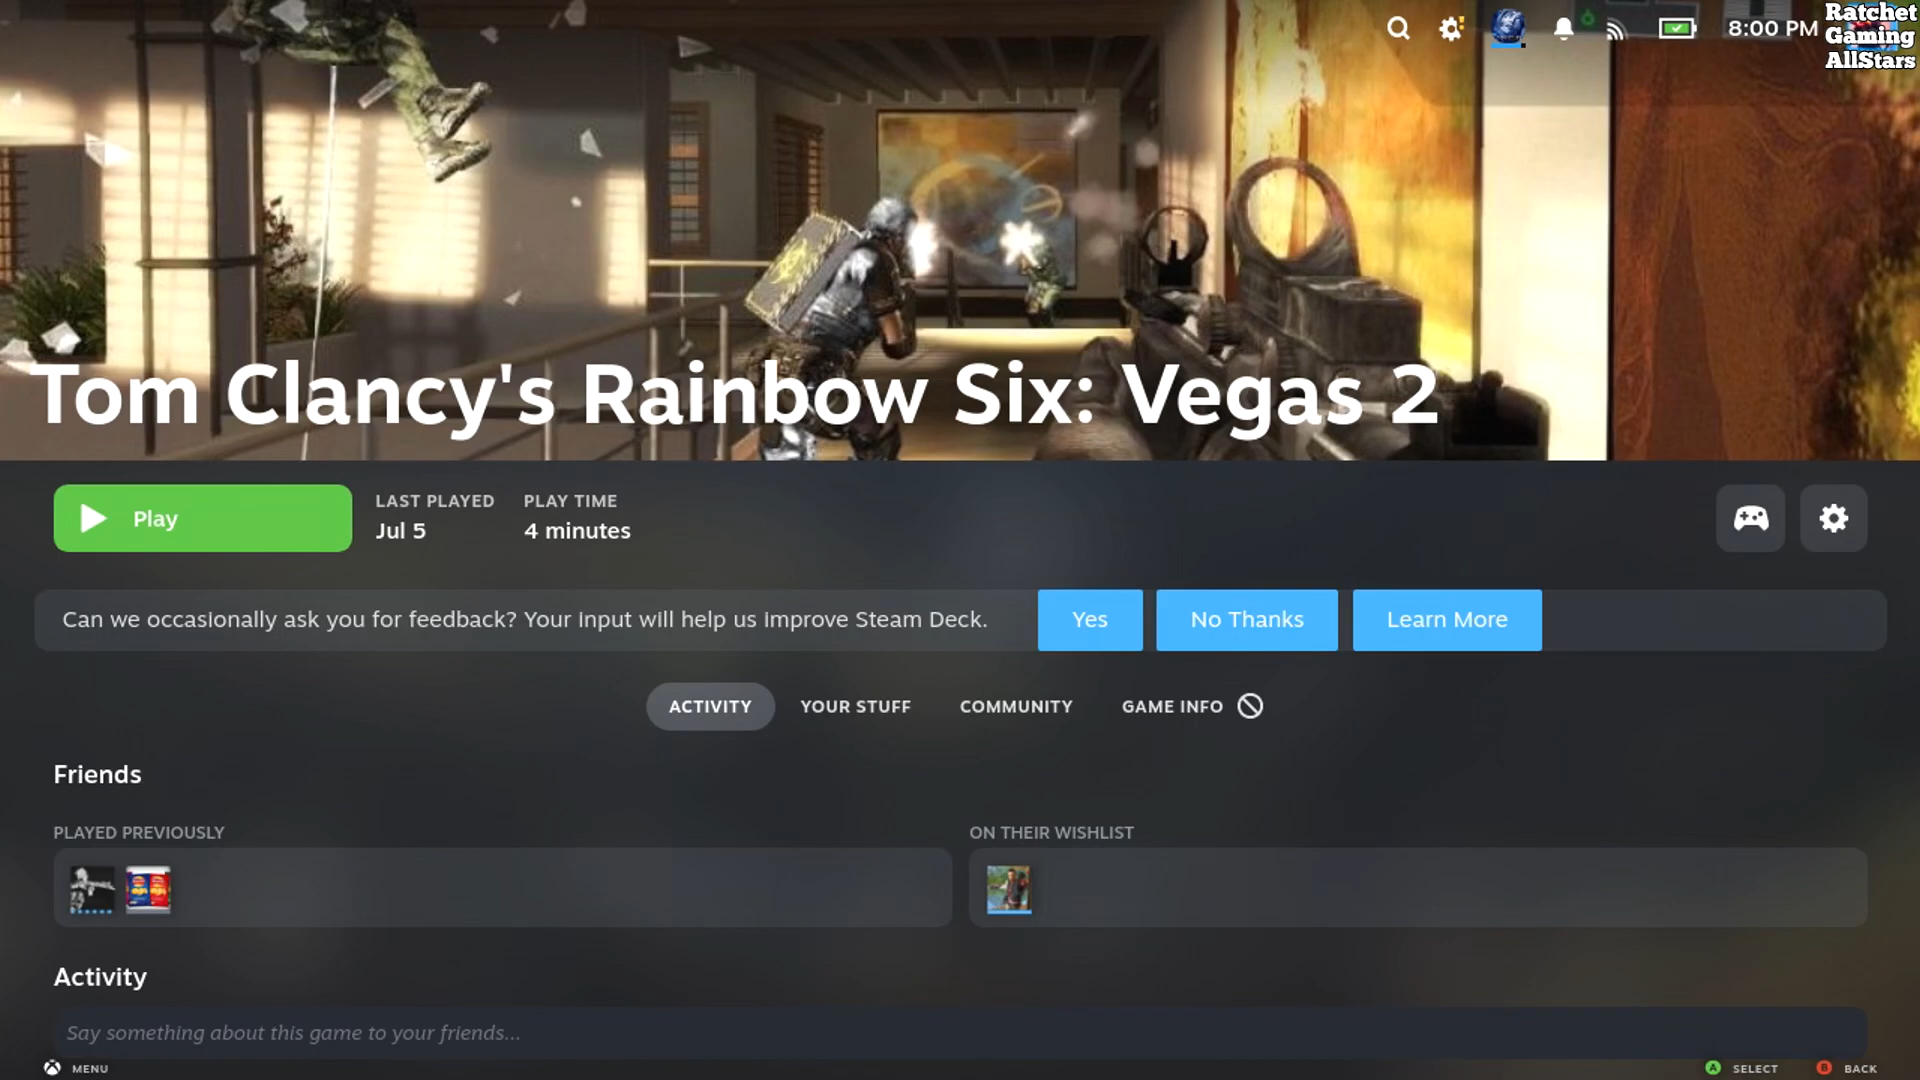 8:00 PM
Ratchet
Gaming
AllStars
Tom Clancy's Rainbow Six: Vegas 2
Play
LAST PLAYED
Jul 5
PLAY TIME
4 minutes
Can we occasionally ask you for feedback? Your input will help us improve Steam Deck.
Yes
No Thanks
Learn More
ACTIVITY
YOUR STUFF
COMMUNITY
GAME INFO
Friends
PLAYED PREVIOUSLY
ON THEIR WISHLIST
Activity
Say something about this game to your friends...
MENU
A SELECT
B BACK